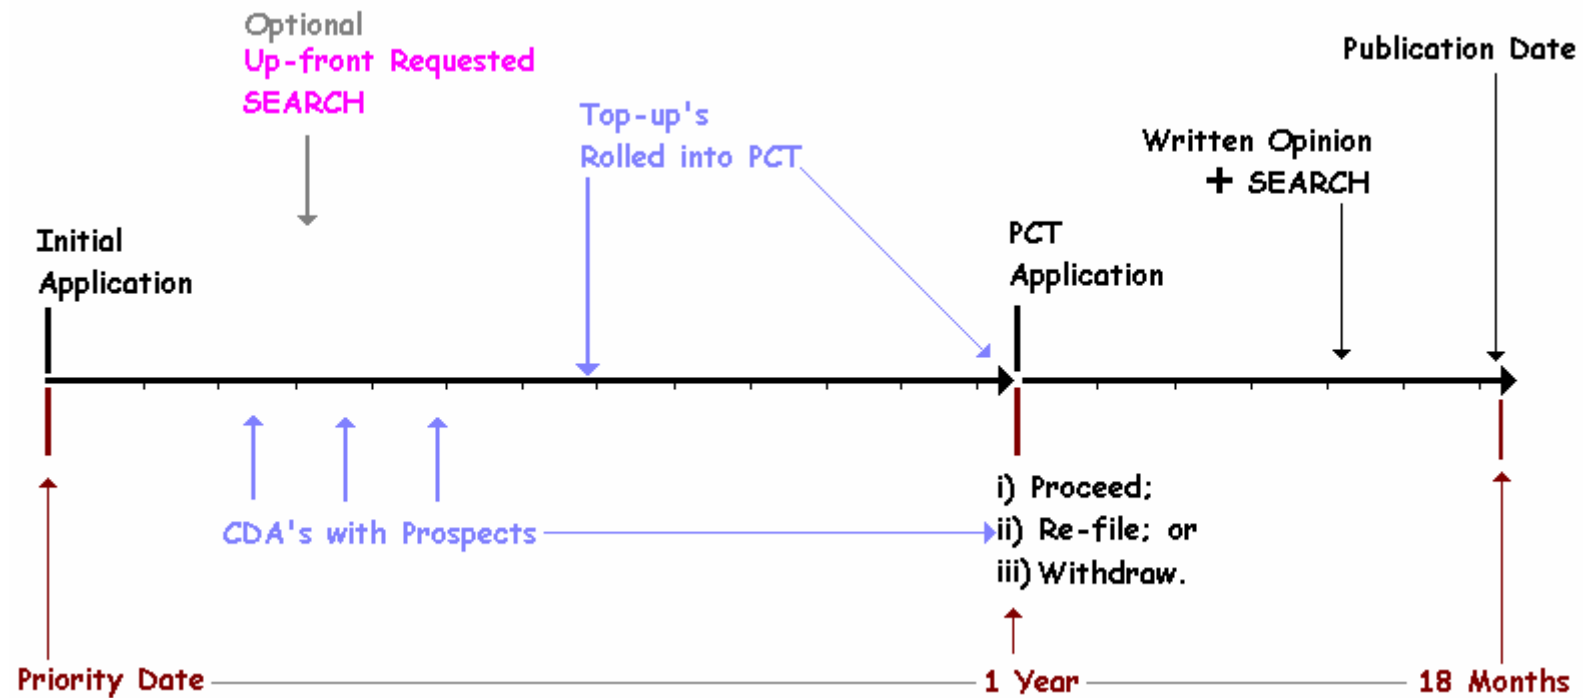 Optional
Up-front Requested
SEARCH
Publication Date
Top-up's
Rolled into PCT
Written Opinion
+ SEARCH
Initial
Application
PCT
Application
CDA's with Prospects
i) Proceed;
ii) Re-file; or
iii) Withdraw.
Priority Date
1 Year
18 Months